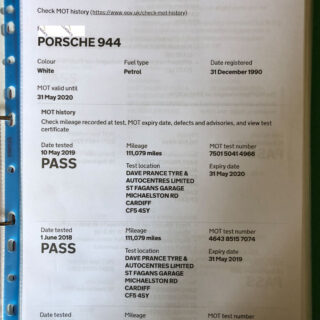 Check MOT history (https://www.gov.uk/check-mot-history)
PORSCHE 944
Colour Fuel type Date registered
White Petrol 31 December 1990
MOT valid until
31 May 2020
MOT history
Check mileage recorded at test, MOT expiry date, defects and advisories, and view test
certificate
Date tested Mileage MOT test number
10 May 2019 111,079 miles 7501 5041 4966
PASS
Test location Expiry date
DAVE PRANCE TYRE & 31 May 2020
AUTOCENTRES LIMITED
ST FAGANS GARAGE
MICHAELSTON RD
CARDIFF
CF5 4SY
Date tested Mileage MOT test number
1 June 2018 111,079 miles 4643 8515 7074
PASS
Test location Expiry date
DAVE PRANCE TYRE & 31 May 2019
AUTOCENTRES LIMITED
ST FAGANS GARAGE
MICHAELSTON RD
CARDIFF
CF5 4SY
Date tested Mileage MOT test number